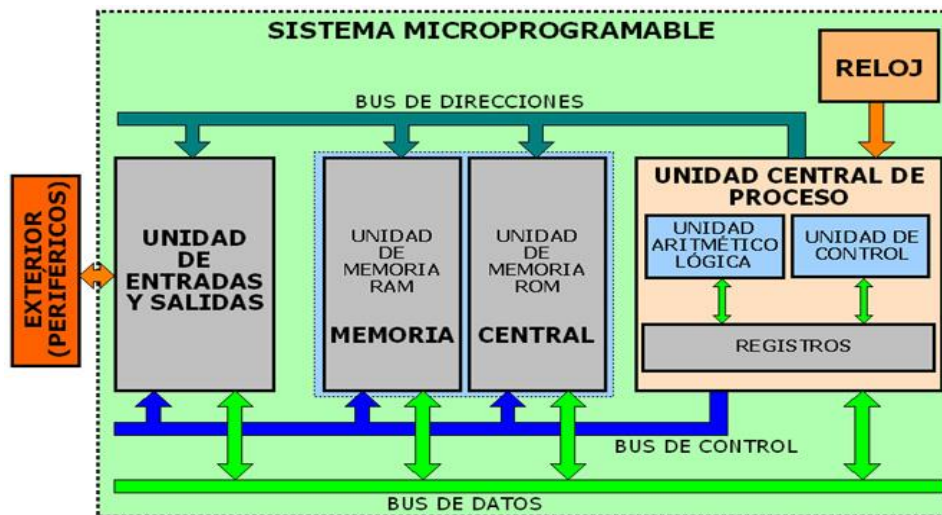 SISTEMA MICROPROGRAMABLE
RELOJ
BUS DE DIRECCIONES
EXTERIOR
(PERIFÉRICOS)
UNIDAD
DE
ENTRADAS
Y SALIDAS
UNIDAD
DE
MEMORIA
RAM
MEMORIA
UNIDAD
DE
MEMORIA
ROM
CENTRAL
UNIDAD CENTRAL DE
PROCESO
UNIDAD
ARITMÉTICO
LÓGICA
UNIDAD DE
CONTROL
REGISTROS
BUS DE CONTROL
BUS DE DATOS